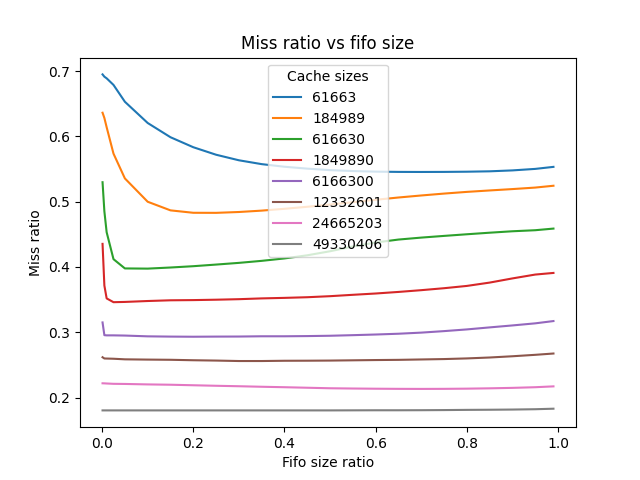 Miss ratio vs fifo size
Cache sizes
61663
184989
616630
1849890
6166300
12332601
24665203
49330406
Miss ratio
0.7
0.6
0.5
0.4
0.3
0.2
0.0 0.2 0.4 0.6 0.8 1.0
Fifo size ratio